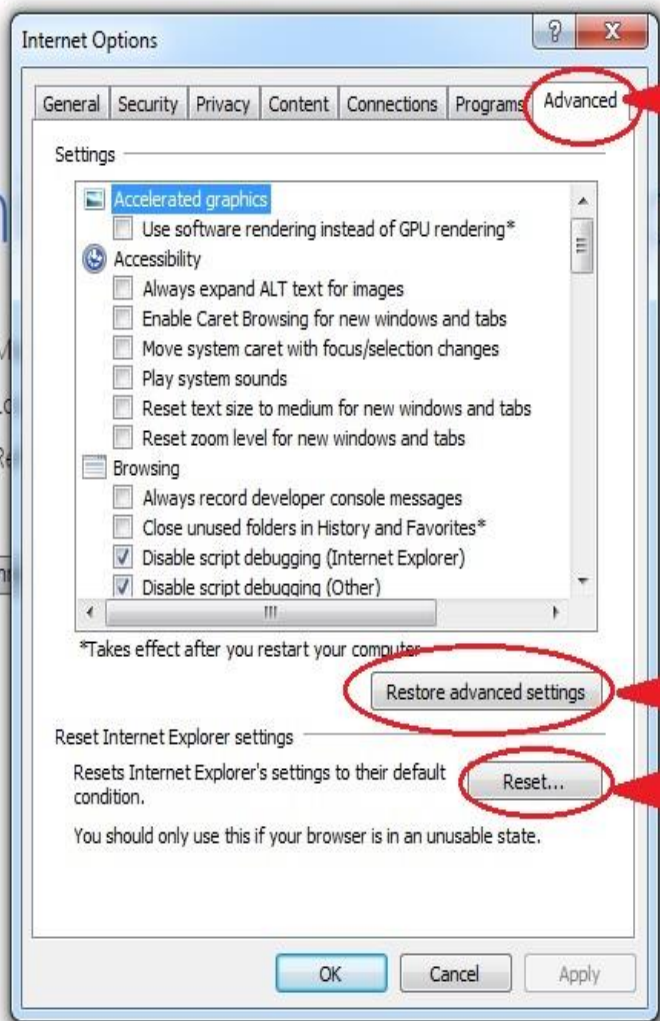 Internet Options
General Security Privacy Content Connections Programs Advanced
Settings
Accelerated graphics
Use software rendering instead of GPU rendering*
Accessibility
Always expand ALT text for images
Enable Caret Browsing for new windows and tabs
Move system caret with focus/selection changes
Play system sounds
Reset text size to medium for new windows and tabs
Reset zoom level for new windows and tabs
Browsing
Always record developer console messages
Close unused folders in History and Favorites*
Disable script debugging (Internet Explorer)
Disable script debugging (Other)
*Takes effect after you restart your computer
Restore advanced settings
Reset Internet Explorer settings
Resets Internet Explorer's settings to their default
condition.
Reset...
You should only use this if your browser is in an unusable state.
OK Cancel Apply